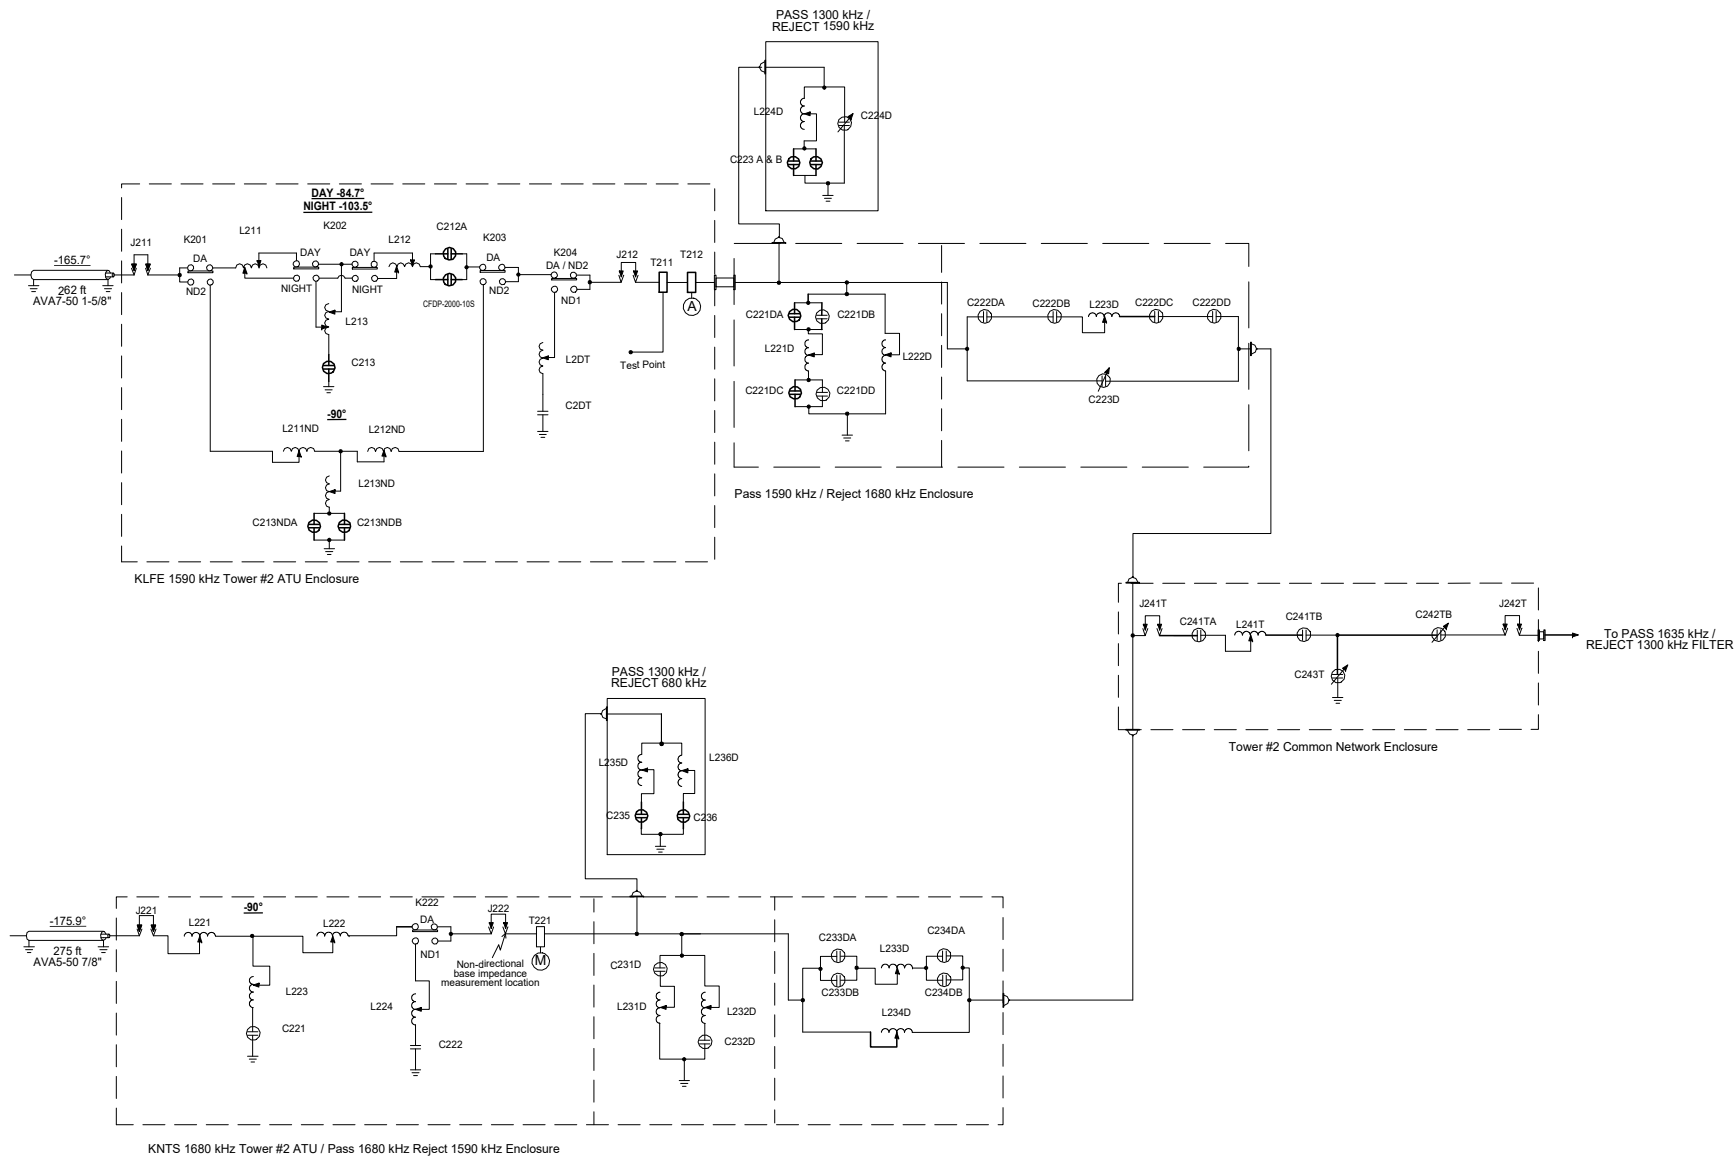 PASS 1300 kHz /
REJECT 1590 kHz
L224D
C224D
C223 A & B
DAY -84.7°
NIGHT -103.5°
J211
K201
L211
K202
L212
C212A
K203
K204
J212
T211
T212
DA
DAY
DAY
DA
DA / ND2
-165.7°
262 ft
AVA7-50 1-5/8"
ND2
NIGHT
NIGHT
CFDP-2000-10S
ND2
ND1
A
L213
C213
L2DT
Test Point
C2DT
-90°
L211ND
L212ND
L213ND
C213NDA
C213NDB
KLFE 1590 kHz Tower #2 ATU Enclosure
C221DA
C221DB
L221D
L222D
C221DC
C221DD
C222DA
C222DB
L223D
C222DC
C222DD
C223D
Pass 1590 kHz / Reject 1680 kHz Enclosure
J241T
C241TA
L241T
C241TB
C242TB
J242T
C243T
To PASS 1635 kHz /
REJECT 1300 kHz FILTER
Tower #2 Common Network Enclosure
PASS 1300 kHz /
REJECT 680 kHz
L235D
L236D
C235
C236
-175.9°
275 ft
AVA5-50 7/8"
J221
L221
-90°
L222
K222
DA
ND1
J222
T221
M
Non-directional
base impedance
measurement location
L223
C221
L224
C222
C231D
L231D
L232D
C232D
C233DA
C233DB
L233D
C234DA
C234DB
L234D
KNTS 1680 kHz Tower #2 ATU / Pass 1680 kHz Reject 1590 kHz Enclosure